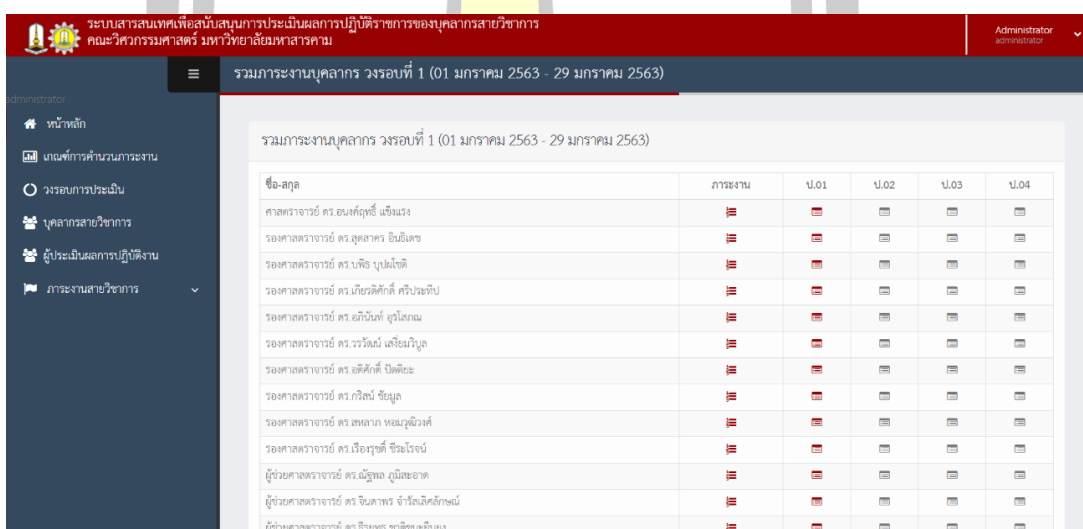 ระบบสารสนเทศเพื่อสนับสนุนการประเมินผลการปฏิบัติราชการของบุคลากรสายวิชาการ
คณะวิศวกรรมศาสตร์ มหาวิทยาลัยมหาสารคาม
Administrator
administrator
รวมภาระงานบุคลากร วงรอบที่ 1 (01 มกราคม 2563 - 29 มกราคม 2563)
administrator
หน้าหลัก
เกณฑ์การคำนวนภาระงาน
วงรอบการประเมิน
บุคลากรสายวิชาการ
ผู้ประเมินผลการปฏิบัติงาน
ภาระงานสายวิชาการ
รวมภาระงานบุคลากร วงรอบที่ 1 (01 มกราคม 2563 - 29 มกราคม 2563)
ชื่อ-สกุล ภาระงาน ป.01 ป.02 ป.03 ป.04
ศาสตราจารย์ ดร.อนงค์ฤทธิ์ แข็งแรง
รองศาสตราจารย์ ดร.สุดสาคร อินธิเดช
รองศาสตราจารย์ ดร.บพิธ บุปผโชติ
รองศาสตราจารย์ ดร.เกียรติศักดิ์ ศรีประทีป
รองศาสตราจารย์ ดร.อภินันท์ อุรโสภณ
รองศาสตราจารย์ ดร.วรวัฒน์ เสงี่ยมวิบูล
รองศาสตราจารย์ ดร.อดิศักดิ์ ปัตติยะ
รองศาสตราจารย์ ดร.กริสน์ ชัยมูล
รองศาสตราจารย์ ดร.สหลาภ หอมวุฒิวงศ์
รองศาสตราจารย์ ดร.เรืองรุชดิ์ ชีระโรจน์
ผู้ช่วยศาสตราจารย์ ดร.ณัฐพล ภูมิสะอาด
ผู้ช่วยศาสตราจารย์ ดร.จินดาพร จำรัสเลิศลักษณ์
ผู้ช่วยศาสตราจารย์ ดร.ธีรยุทธ